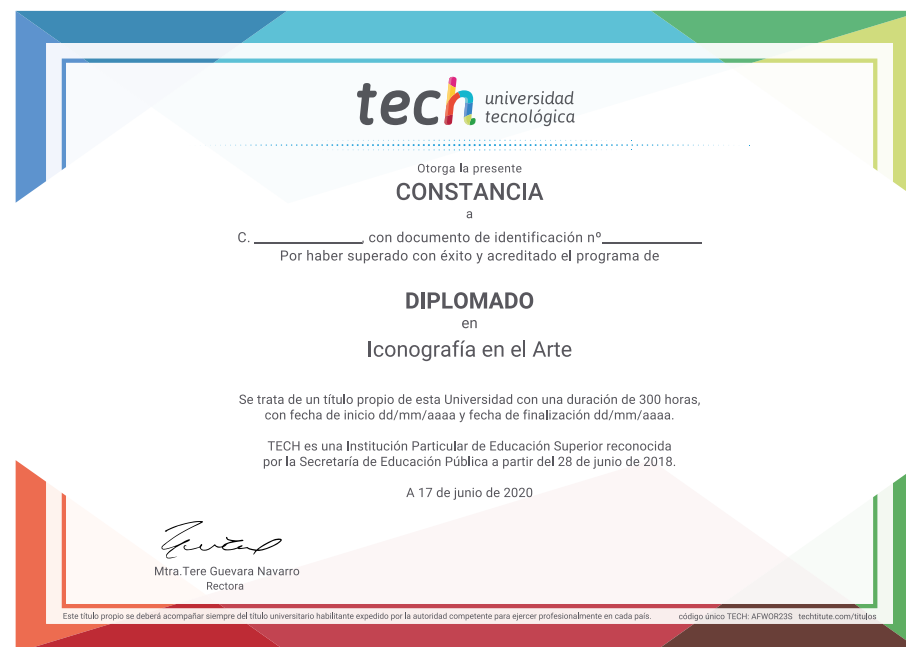 tech universidad
tecnológica
Otorga la presente
CONSTANCIA
a
C. ______________, con documento de identificación nº_____________
Por haber superado con éxito y acreditado el programa de
DIPLOMADO
en
Iconografía en el Arte
Se trata de un título propio de esta Universidad con una duración de 300 horas,
con fecha de inicio dd/mm/aaaa y fecha de finalización dd/mm/aaaa.
TECH es una Institución Particular de Educación Superior reconocida
por la Secretaría de Educación Pública a partir del 28 de junio de 2018.
A 17 de junio de 2020
Mtra.Tere Guevara Navarro
Rectora
Este título propio se deberá acompañar siempre del título universitario habilitante expedido por la autoridad competente para ejercer profesionalmente en cada país. código único TECH: AFWOR23S techtitute.com/titulos